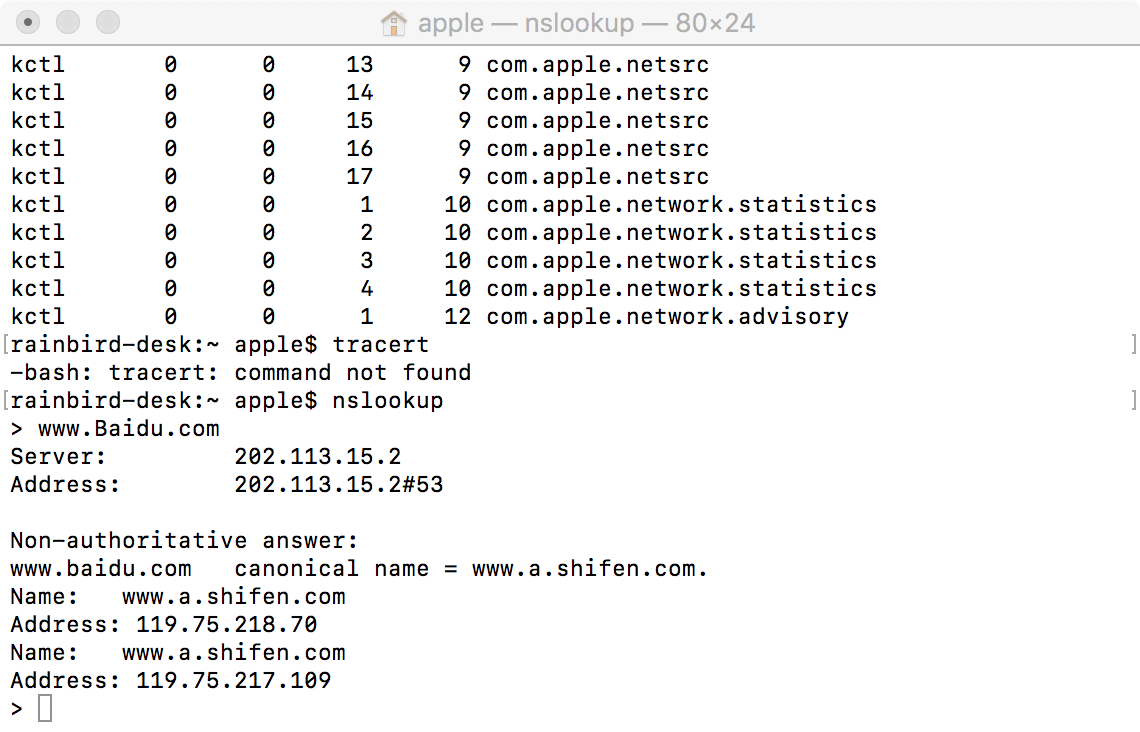 apple — nslookup — 80×24
kctl       0      0     13      9 com.apple.netsrc
kctl       0      0     14      9 com.apple.netsrc
kctl       0      0     15      9 com.apple.netsrc
kctl       0      0     16      9 com.apple.netsrc
kctl       0      0     17      9 com.apple.netsrc
kctl       0      0      1     10 com.apple.network.statistics
kctl       0      0      2     10 com.apple.network.statistics
kctl       0      0      3     10 com.apple.network.statistics
kctl       0      0      4     10 com.apple.network.statistics
kctl       0      0      1     12 com.apple.network.advisory
[rainbird-desk:~ apple$ tracert ]
-bash: tracert: command not found
[rainbird-desk:~ apple$ nslookup ]
> www.Baidu.com
Server:         202.113.15.2
Address:        202.113.15.2#53
Non-authoritative answer:
www.baidu.com   canonical name = www.a.shifen.com.
Name:   www.a.shifen.com
Address: 119.75.218.70
Name:   www.a.shifen.com
Address: 119.75.217.109
>